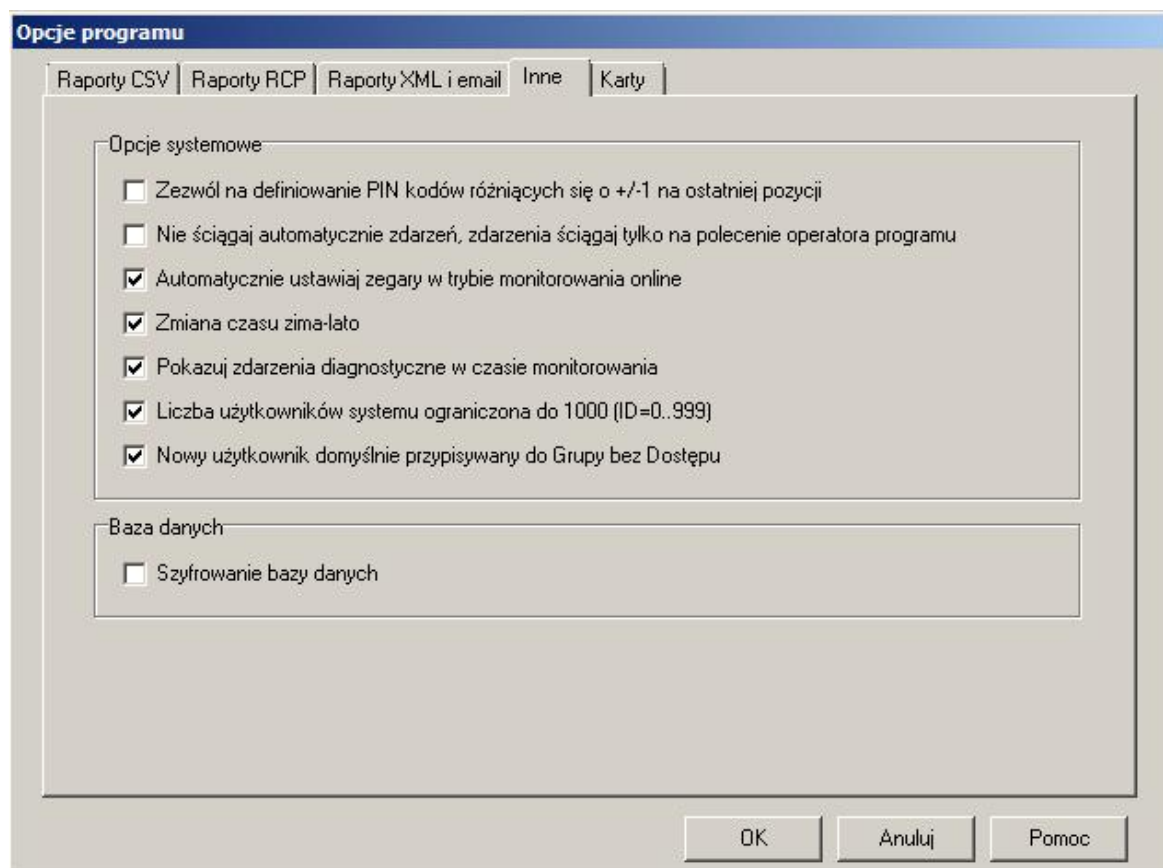 Opcje programu
Raporty CSV Raporty RCP Raporty XML i email Inne Karty
Opcje systemowe
Zezwól na definiowanie PIN kodów różniących się o +/-1 na ostatniej pozycji
Nie ściągaj automatycznie zdarzeń, zdarzenia ściągaj tylko na polecenie operatora programu
Automatycznie ustawiaj zegary w trybie monitorowania online
Zmiana czasu zima-lato
Pokazuj zdarzenia diagnostyczne w czasie monitorowania
Liczba użytkowników systemu ograniczona do 1000 (ID=0..999)
Nowy użytkownik domyślnie przypisywany do Grupy bez Dostępu
Baza danych
Szyfrowanie bazy danych
OK Anuluj Pomoc